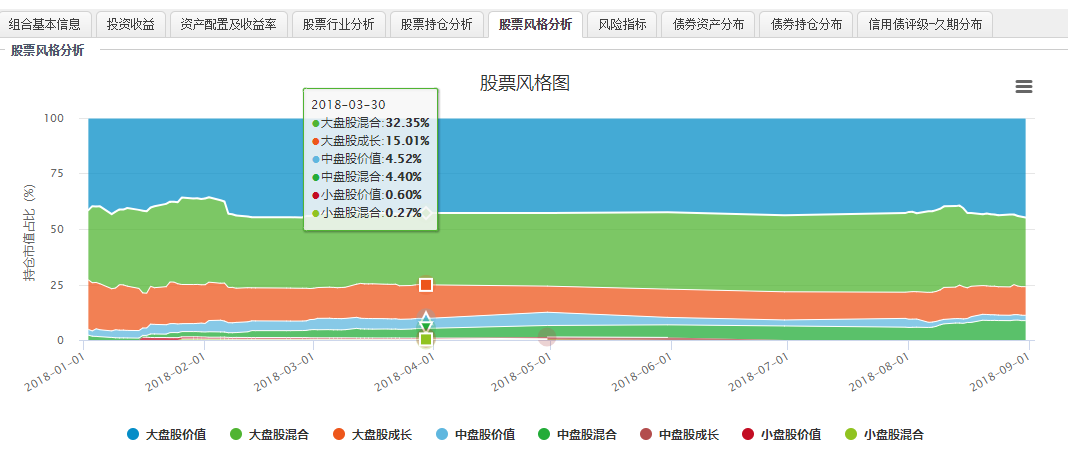 组合基本信息 投资收益 资产配置及收益率 股票行业分析 股票持仓分析 股票风格分析 风险指标 债券资产分布 债券持仓分布 信用债评级-久期分布
股票风格分析
股票风格图
2018-03-30
大盘股混合:32.35%
大盘股成长:15.01%
中盘股价值:4.52%
中盘股混合:4.40%
小盘股价值:0.60%
小盘股混合:0.27%
持仓市值占比 (%)
100
75
50
25
0
2018-01-01 2018-02-01 2018-03-01 2018-04-01 2018-05-01 2018-06-01 2018-07-01 2018-08-01 2018-09-01
大盘股价值 大盘股混合 大盘股成长 中盘股价值 中盘股混合 中盘股成长 小盘股价值 小盘股混合